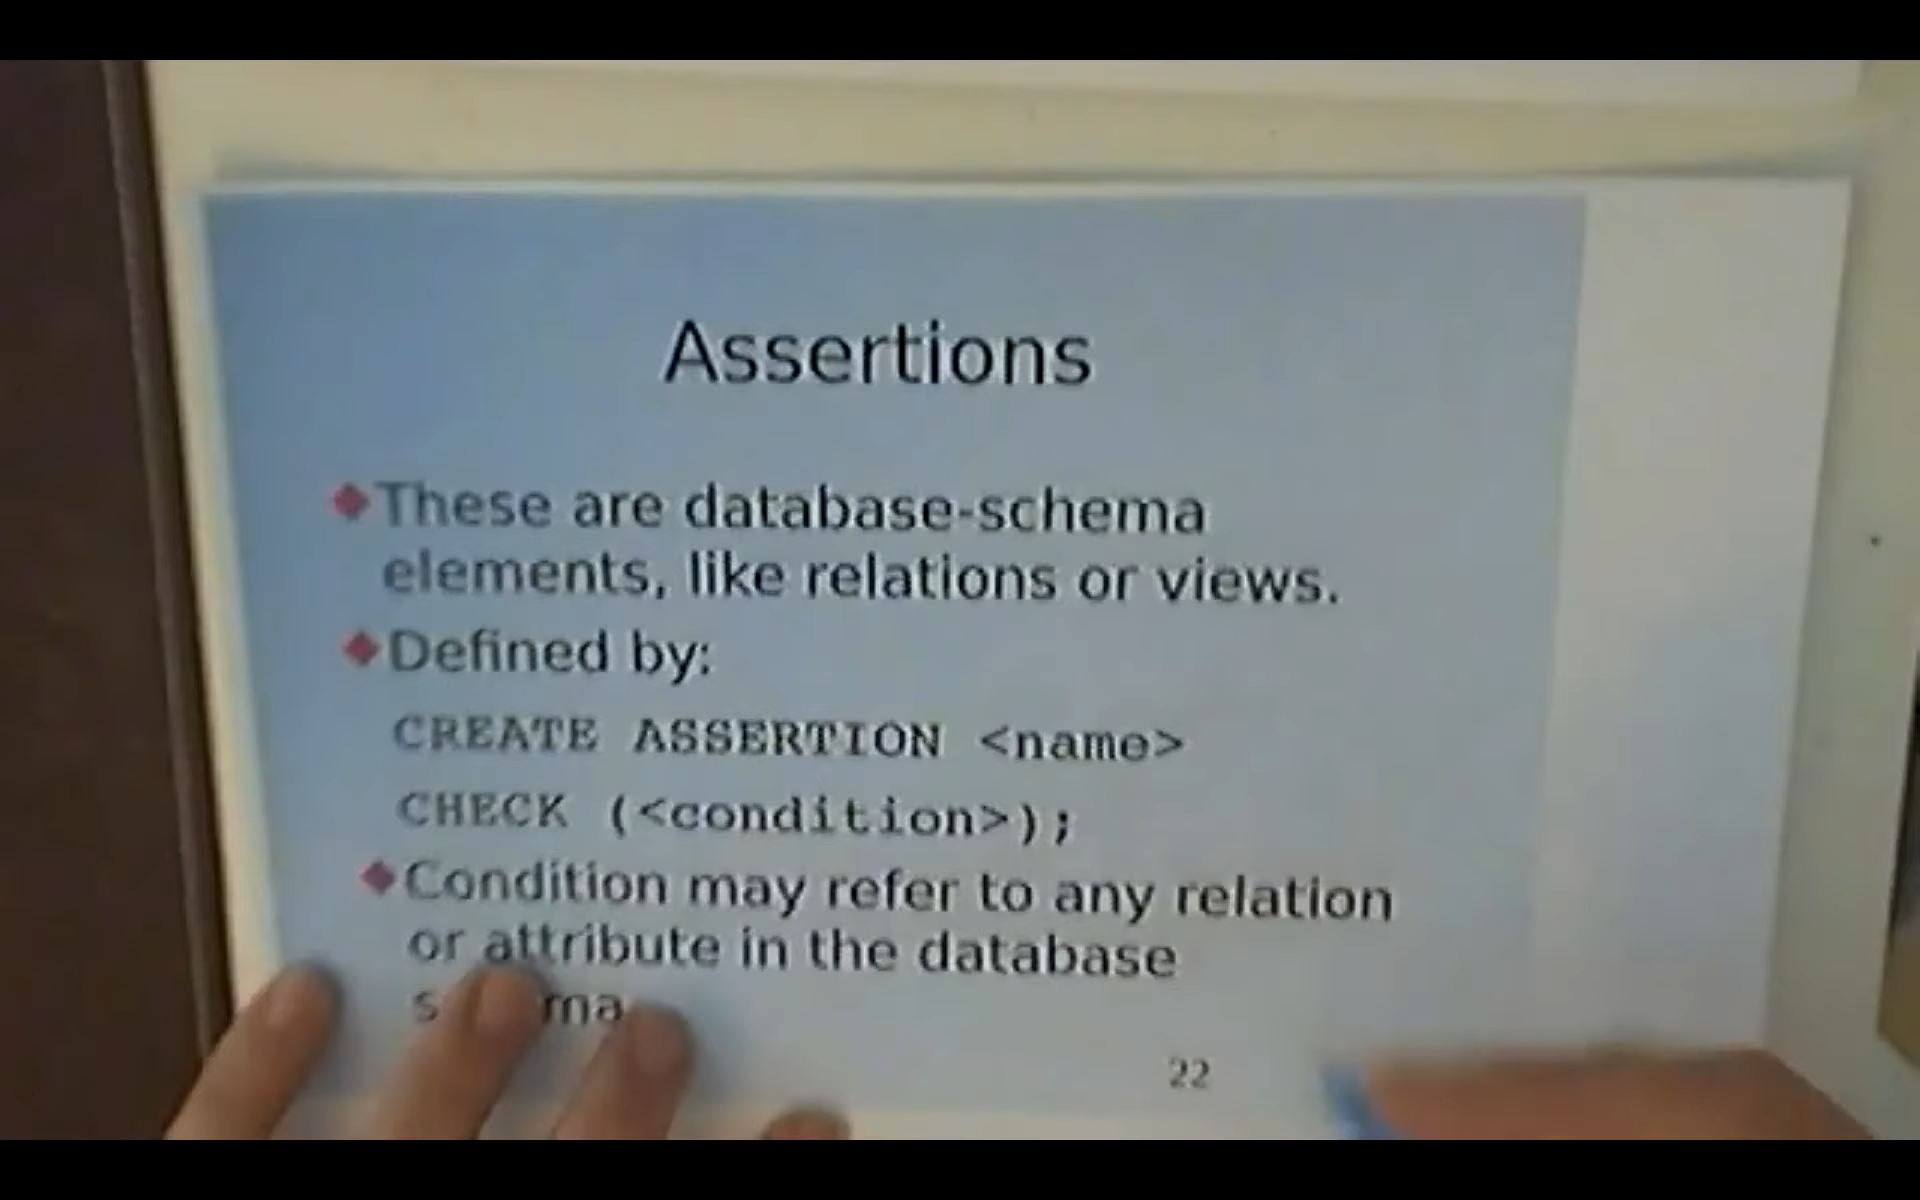 Assertions
◆These are database-schema
elements, like relations or views.
◆Defined by:
CREATE ASSERTION <name>
CHECK (<condition>);
◆Condition may refer to any relation
or attribute in the database
22